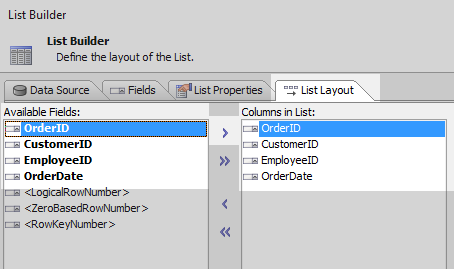 List Builder
List Builder
Define the layout of the List.
Data Source
Fields
List Properties
List Layout
Available Fields:
OrderID
CustomerID
EmployeeID
OrderDate
<LogicalRowNumber>
<ZeroBasedRowNumber>
<RowKeyNumber>
Columns in List:
OrderID
CustomerID
EmployeeID
OrderDate